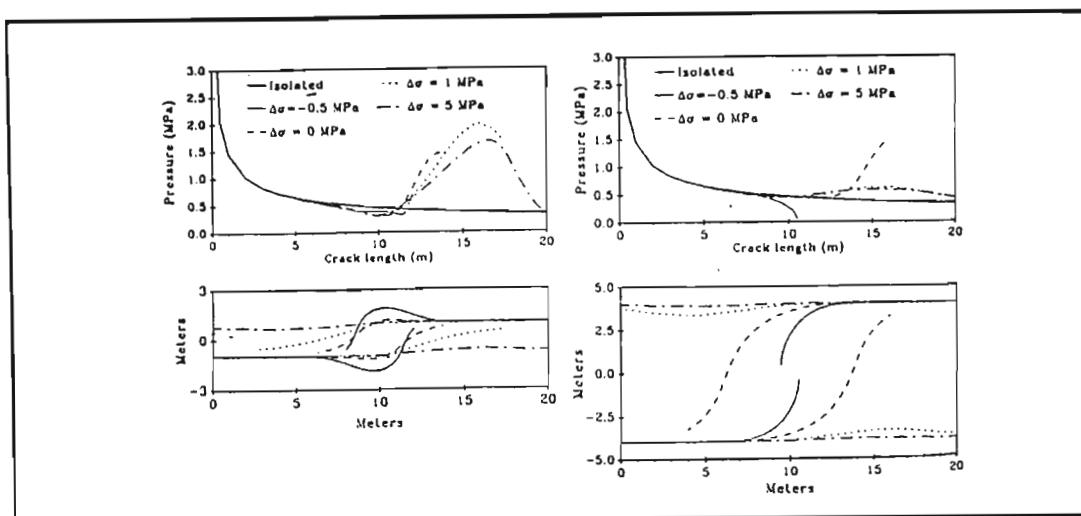 3.0
2.5
2.0
1.5
1.0
0.5
0.0
Pressure (MPa)
Isolated
Δσ=-0.5 MPa
Δσ = 0 MPa
Δσ = 1 MPa
Δσ = 5 MPa
0 5 10 15 20
Crack length (m)
3.0
2.5
2.0
1.5
1.0
0.5
0.0
Pressure (MPa)
Isolated
Δσ=-0.5 MPa
Δσ = 0 MPa
Δσ = 1 MPa
Δσ = 5 MPa
0 5 10 15 20
Crack length (m)
3
0
-3
Meters
0 5 10 15 20
Meters
5.0
2.5
0.0
-2.5
-5.0
Meters
0 5 10 15 20
Meters